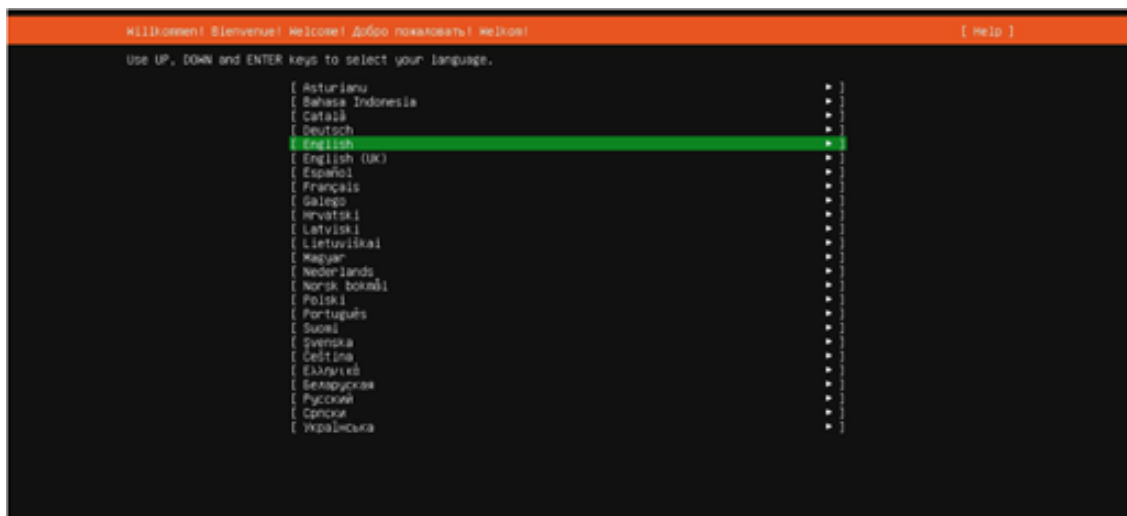 Willkommen! Bienvenue! Welcome! Добро пожаловать! Welkom! [ Help ]
Use UP, DOWN and ENTER keys to select your language.
[ Asturianu ► ]
[ Bahasa Indonesia ► ]
[ Català ► ]
[ Deutsch ► ]
[ English ► ]
[ English (UK) ► ]
[ Español ► ]
[ Français ► ]
[ Galego ► ]
[ Hrvatski ► ]
[ Latviski ► ]
[ Lietuviškai ► ]
[ Magyar ► ]
[ Nederlands ► ]
[ Norsk bokmål ► ]
[ Polski ► ]
[ Português ► ]
[ Suomi ► ]
[ Svenska ► ]
[ Čeština ► ]
[ Ελληνικά ► ]
[ Беларуская ► ]
[ Русский ► ]
[ Српски ► ]
[ Українська ► ]